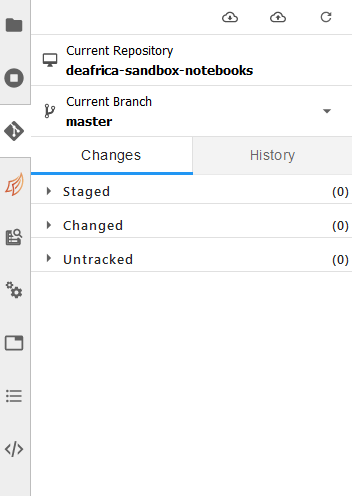 Current Repository
deafrica-sandbox-notebooks
Current Branch
master
Changes History
Staged (0)
Changed (0)
Untracked (0)